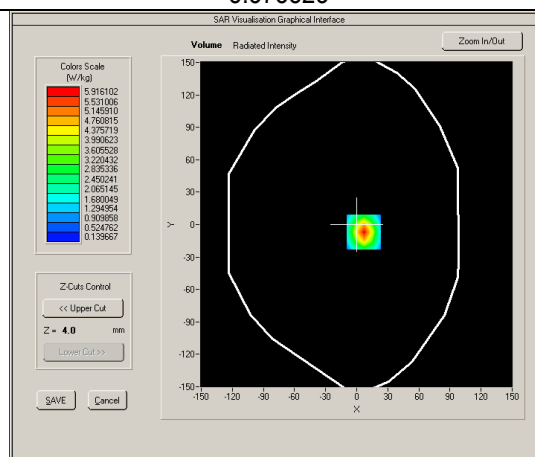 SAR Visualisation Graphical Interface
Volume Radiated Intensity
Zoom In/Out
Colors Scale
(W/kg)
5.916102
5.531006
5.145910
4.760815
4.375719
3.990623
3.605528
3.220432
2.835336
2.450241
2.065145
1.680049
1.294954
0.909858
0.524762
0.139667
150
120
90
60
30
Y
0
-30
-60
-90
-120
-150
-150 -120 -90 -60 -30 0 30 60 90 120 150
X
Z-Cuts Control
<< Upper Cut
Z = 4.0 mm
Lower Cut >>
SAVE Cancel